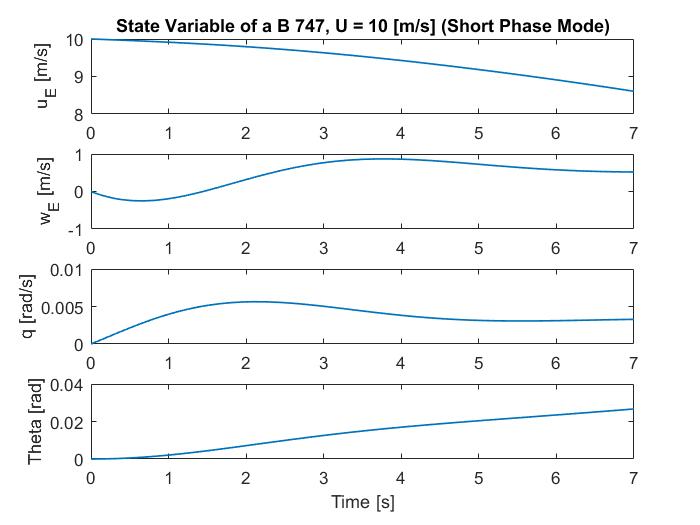 State Variable of a B 747, U = 10 [m/s] (Short Phase Mode)
10
9
8
u_E [m/s]
0 1 2 3 4 5 6 7
1
0
-1
w_E [m/s]
0 1 2 3 4 5 6 7
0.01
0.005
0
q [rad/s]
0 1 2 3 4 5 6 7
0.04
0.02
0
Theta [rad]
0 1 2 3 4 5 6 7
Time [s]